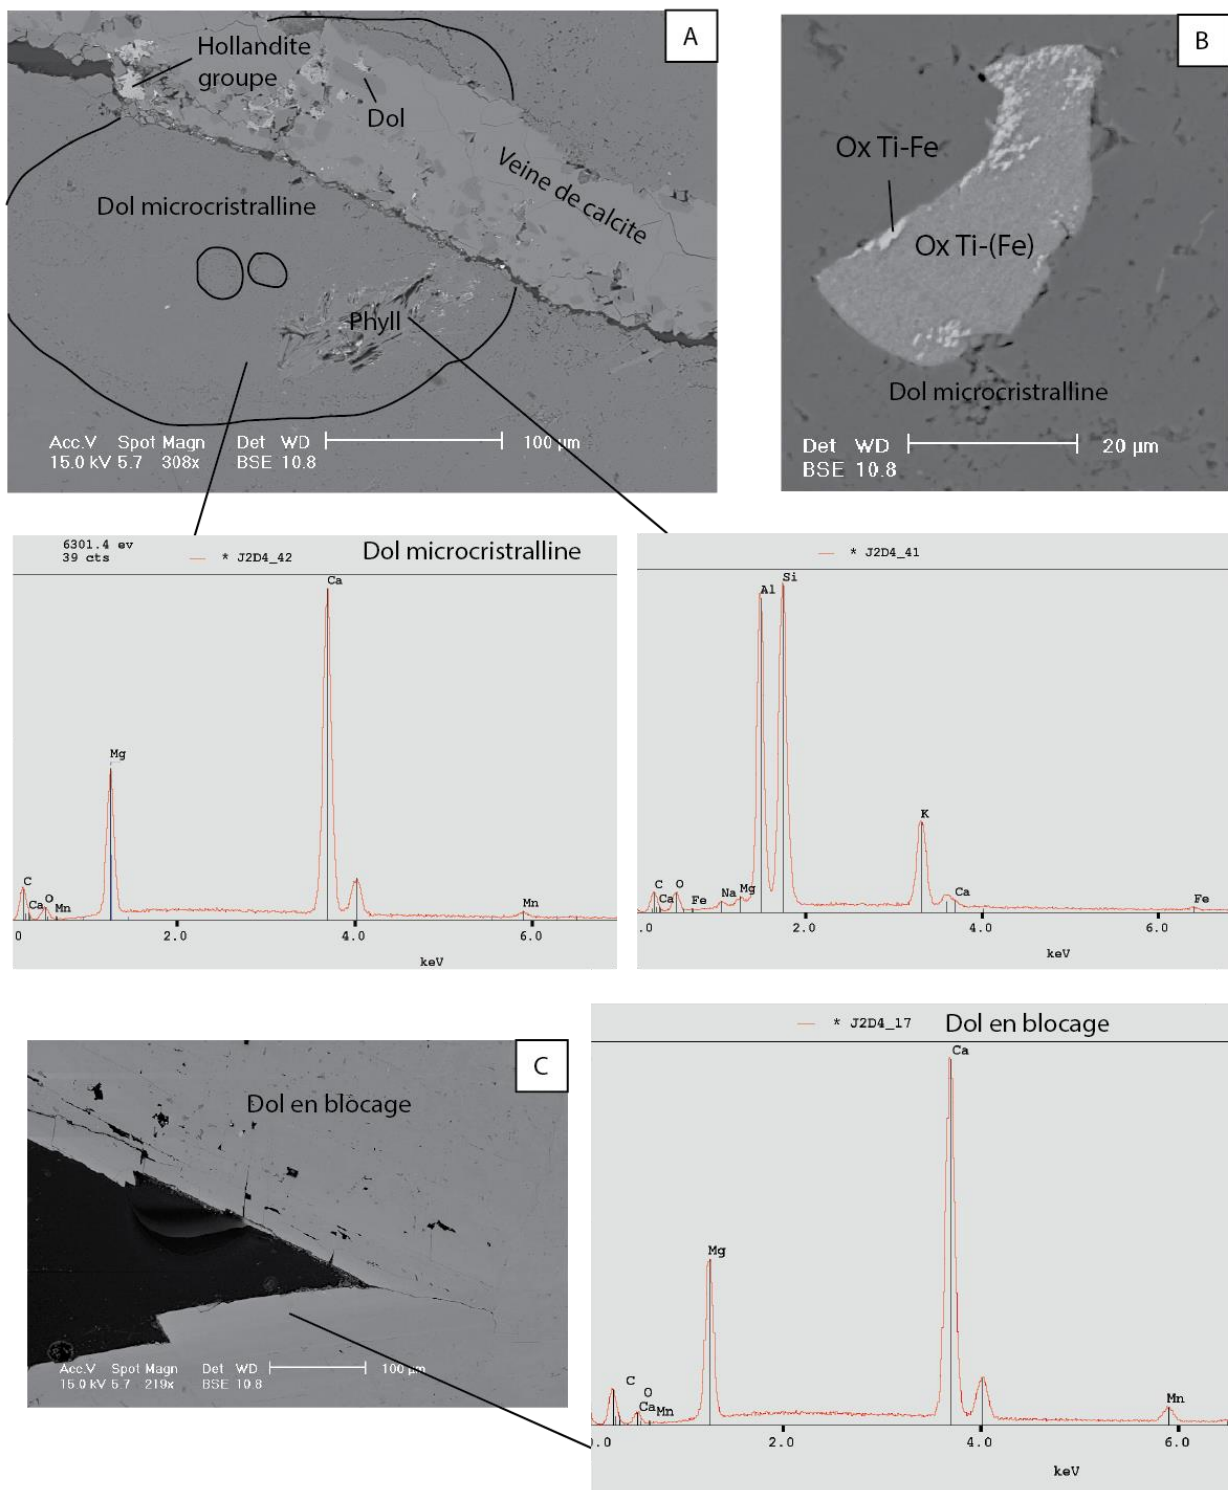 A
Hollandite
groupe
Dol
Veine de calcite
Dol microcristralline
Phyll
Acc.V Spot Magn Det WD 100 µm
15.0 kV 5.7 308x BSE 10.8
B
Ox Ti-Fe
Ox Ti-(Fe)
Dol microcristralline
Det WD 20 µm
BSE 10.8
6301.4 ev
39 cts
* J2D4_42
Dol microcristralline
Ca
Mg
C
Ca
O
Mn
Mn
0 2.0 4.0 6.0
keV
* J2D4_41
Al
Si
K
C
Ca
O
Fe
Na
Mg
Ca
Fe
.0 2.0 4.0 6.0
keV
C
Dol en blocage
Acc.V Spot Magn Det WD 100 µm
15.0 kV 5.7 219x BSE 10.8
* J2D4_17
Dol en blocage
Ca
Mg
C
O
Ca
Mn
Mn
0.0 2.0 4.0 6.0
keV